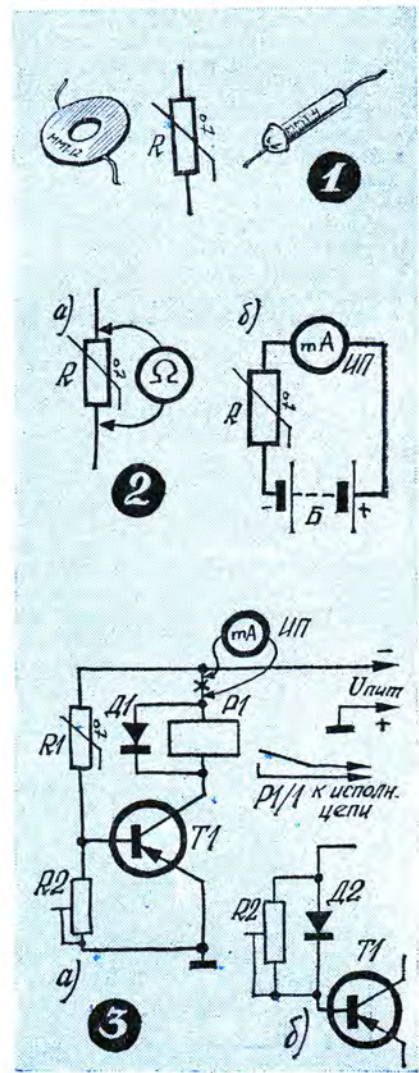 ММТ-12
R
t°
ММТ-4
1
а)
R
t°
Ω
2
б)
mA
ИП
R
t°
- Б +
3
mA
ИП
-
Uпит
+
R1
t°
Д1
P1
P1/1
к исполн.
цепи
T1
R2
а)
R2
Д2
T1
б)